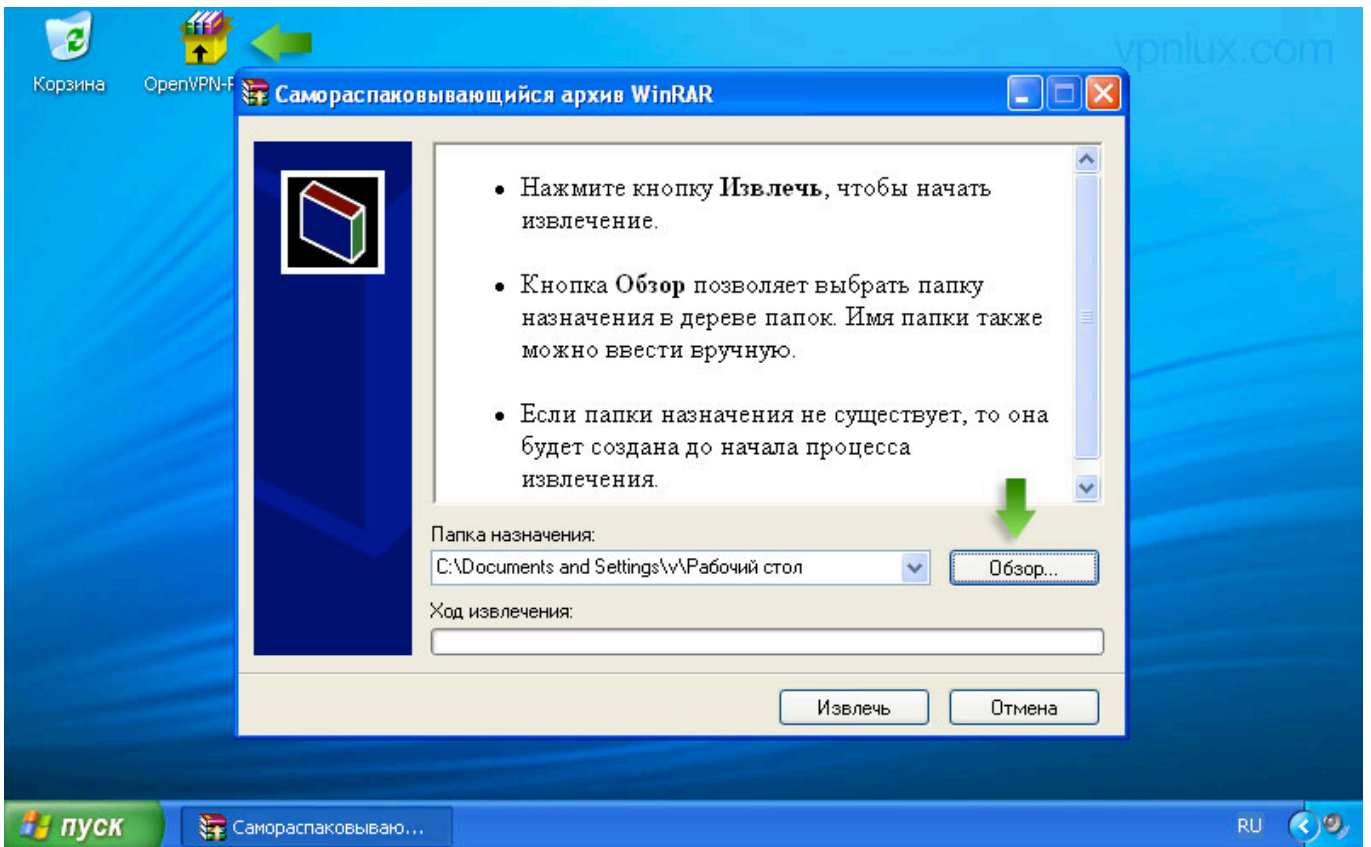 vpnlux.com
Корзина
OpenVPN-P
Самораспаковывающийся архив WinRAR
Нажмите кнопку Извлечь, чтобы начать
извлечение.
Кнопка Обзор позволяет выбрать папку
назначения в дереве папок. Имя папки также
можно ввести вручную.
Если папки назначения не существует, то она
будет создана до начала процесса
извлечения.
Папка назначения:
C:\Documents and Settings\v\Рабочий стол
Обзор...
Ход извлечения:
Извлечь
Отмена
пуск
Самораспаковываю...
RU